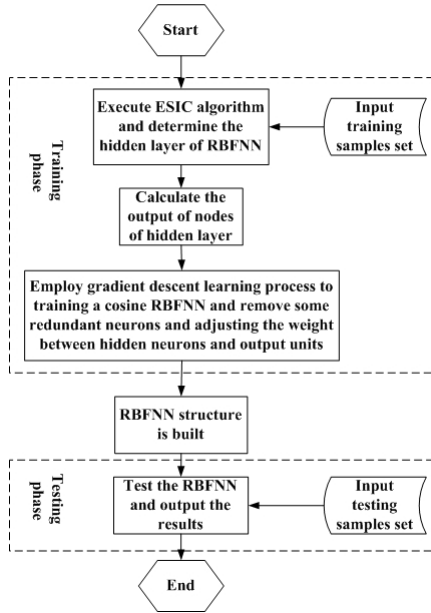 Start
Training
phase
Execute ESIC algorithm
and determine the
hidden layer of RBFNN
Input
training
samples set
Calculate the
output of nodes
of hidden layer
Employ gradient descent learning process to
training a cosine RBFNN and remove some
redundant neurons and adjusting the weight
between hidden neurons and output units
RBFNN structure
is built
Testing
phase
Test the RBFNN
and output the
results
Input
testing
samples set
End